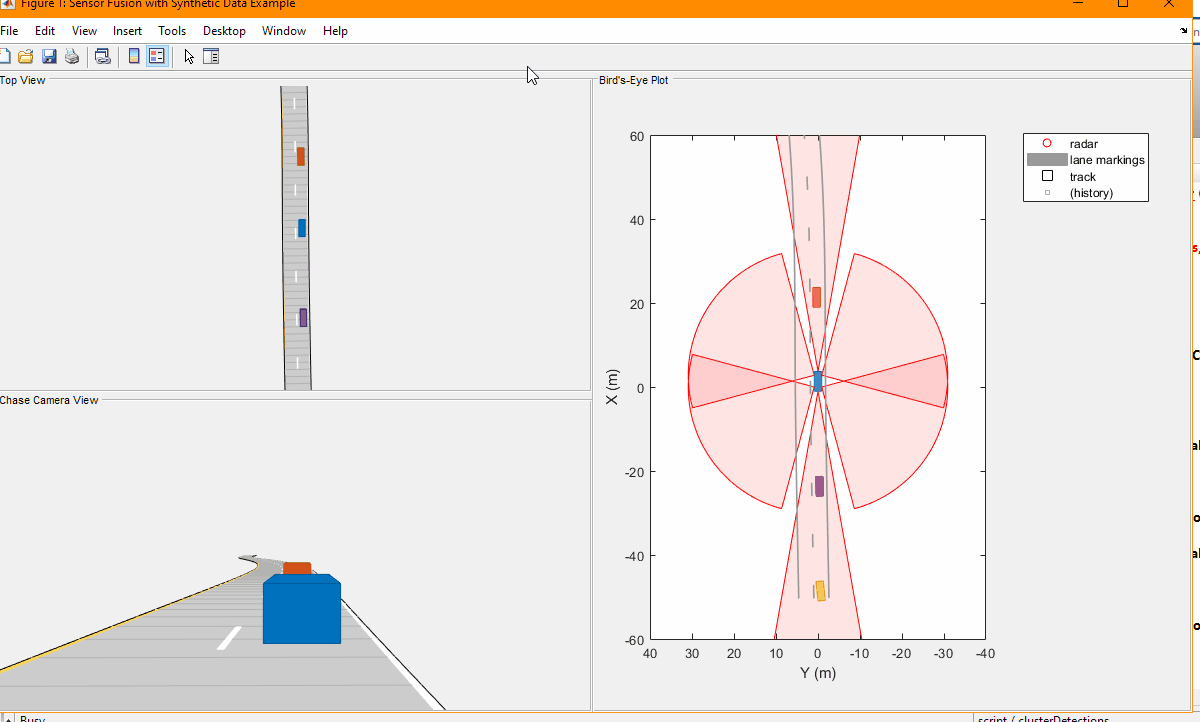 Figure 1: Sensor Fusion with Synthetic Data Example
File Edit View Insert Tools Desktop Window Help
Top View
Bird's-Eye Plot
radar
lane markings
track
(history)
60
40
20
0
-20
-40
-60
X (m)
40 30 20 10 0 -10 -20 -30 -40
Y (m)
Chase Camera View
Busy
script / clusterDetections